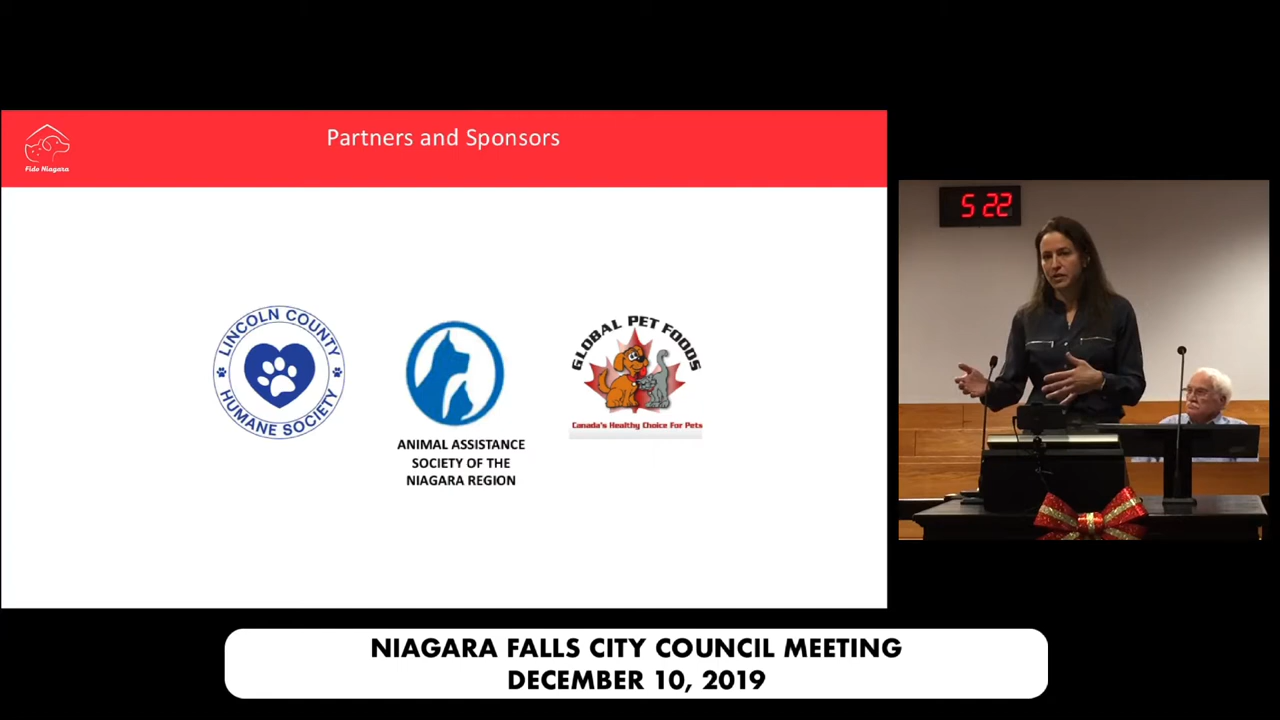 Partners and Sponsors
Fido Niagara
5 22
LINCOLN COUNTY
HUMANE SOCIETY
ANIMAL ASSISTANCE
SOCIETY OF THE
NIAGARA REGION
GLOBAL PET FOODS
Canada's Healthy Choice For Pets
NIAGARA FALLS CITY COUNCIL MEETING
DECEMBER 10, 2019